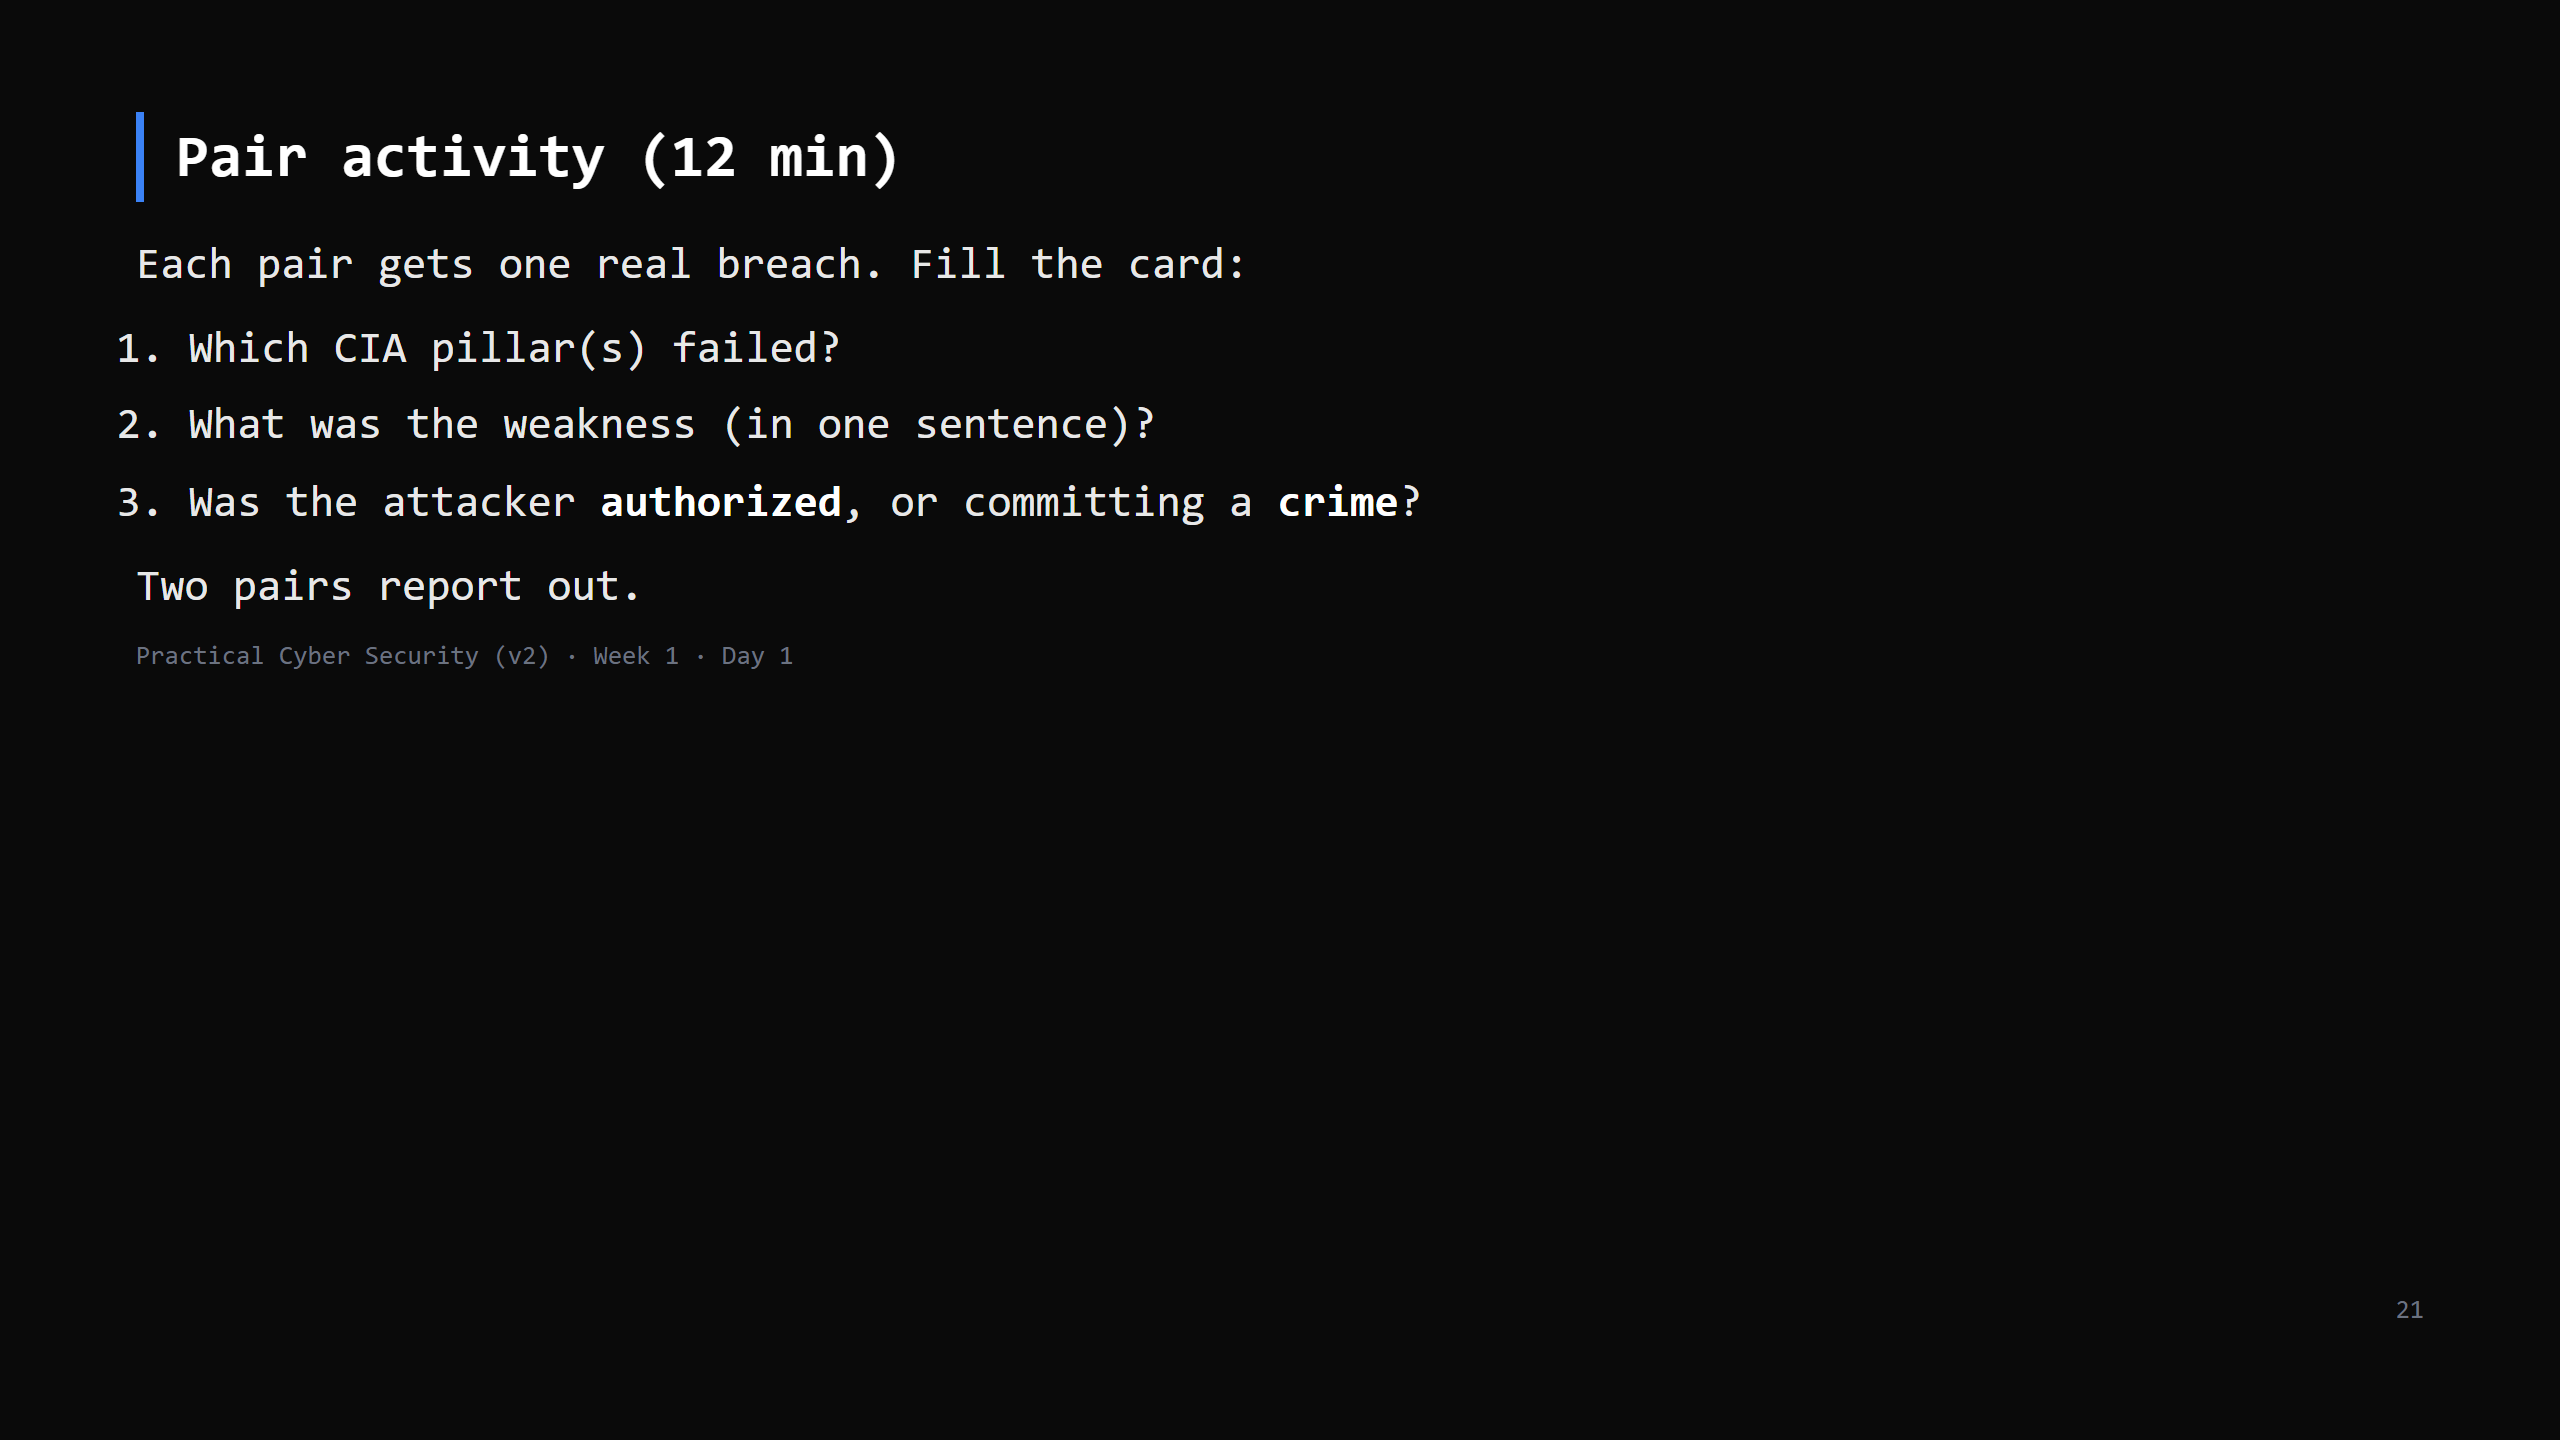 Pair activity (12 min)
Each pair gets one real breach. Fill the card:
1. Which CIA pillar(s) failed?
2. What was the weakness (in one sentence)?
3. Was the attacker authorized, or committing a crime?
Two pairs report out.
Practical Cyber Security (v2) · Week 1 · Day 1
21